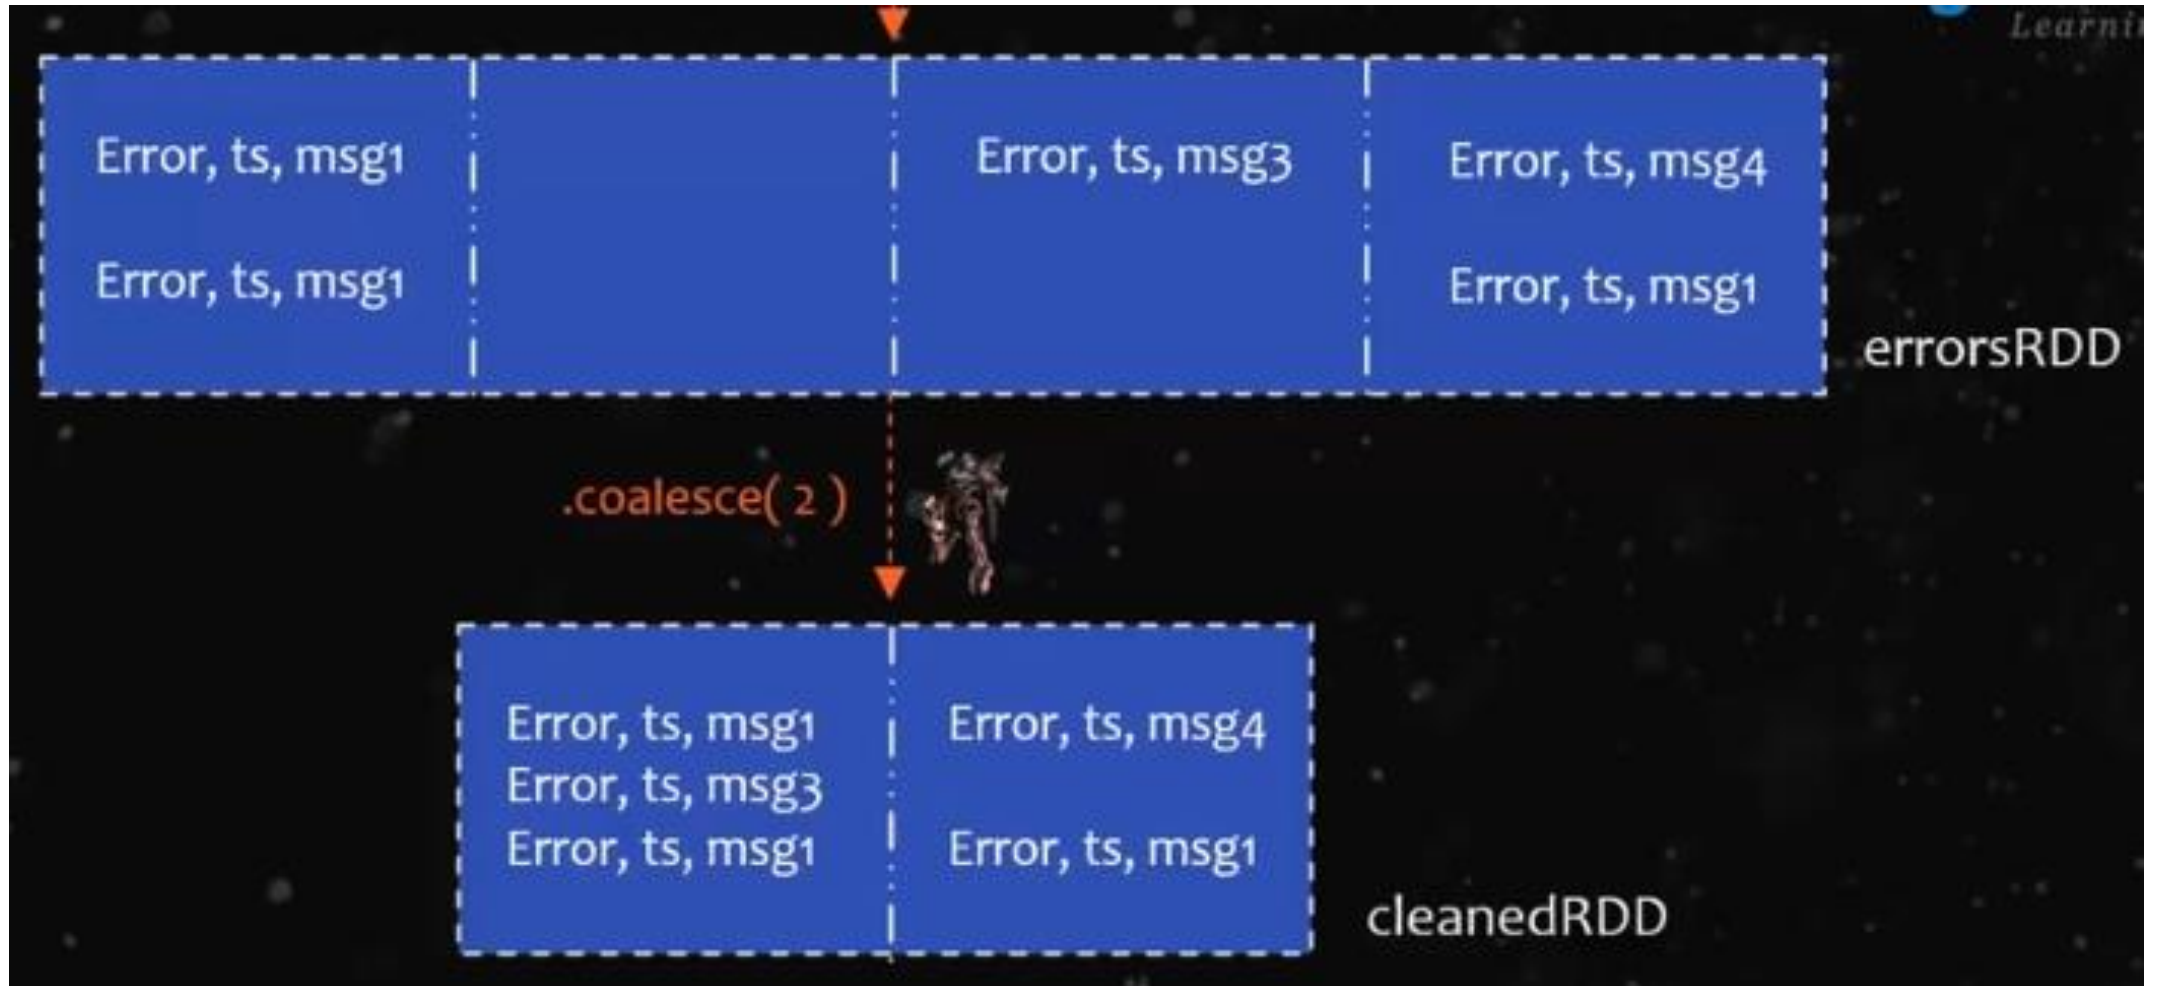 Error, ts, msg1
Error, ts, msg3
Error, ts, msg4
Error, ts, msg1
Error, ts, msg1
errorsRDD
.coalesce( 2 )
Error, ts, msg1
Error, ts, msg3
Error, ts, msg1
Error, ts, msg4
Error, ts, msg1
cleanedRDD